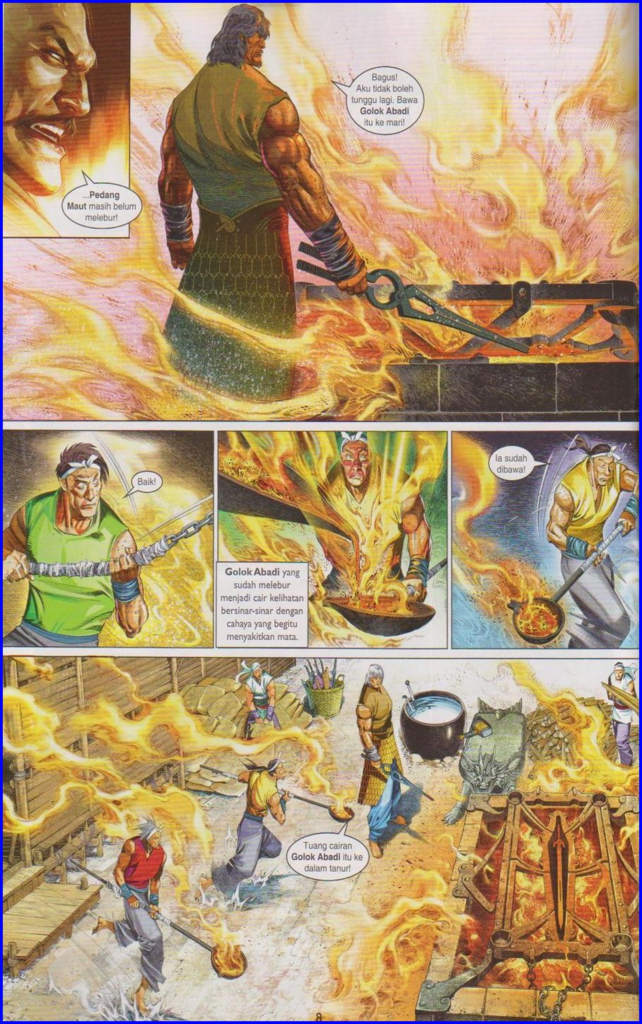 ...Pedang
Maut masih belum
melebur!
Bagus!
Aku tidak boleh
tunggu lagi. Bawa
Golok Abadi
itu ke mari!
Baik!
Golok Abadi yang
sudah melebur
menjadi cair kelihatan
bersinar-sinar dengan
cahaya yang begitu
menyakitkan mata.
Ia sudah
dibawa!
Tuang cairan
Golok Abadi itu ke
dalam tanur!
8